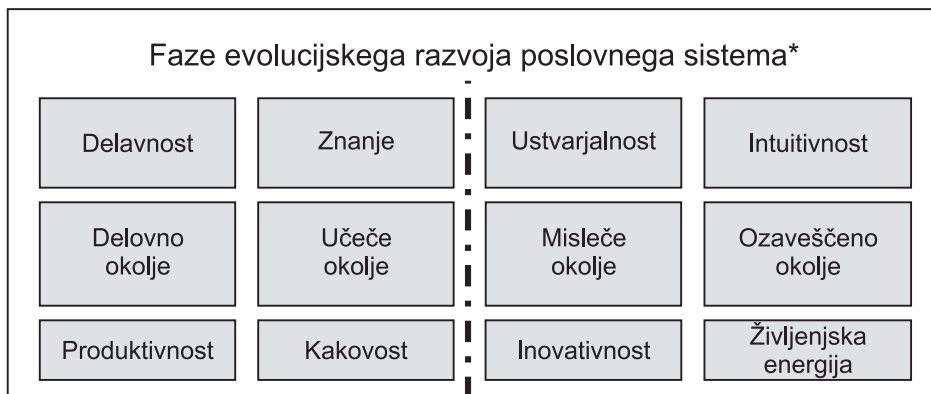 Faze evolucijskega razvoja poslovnega sistema*
Delavnost
Znanje
Ustvarjalnost
Intuitivnost
Delovno
okolje
Učeče
okolje
Misleče
okolje
Ozaveščeno
okolje
Produktivnost
Kakovost
Inovativnost
Življenjska
energija